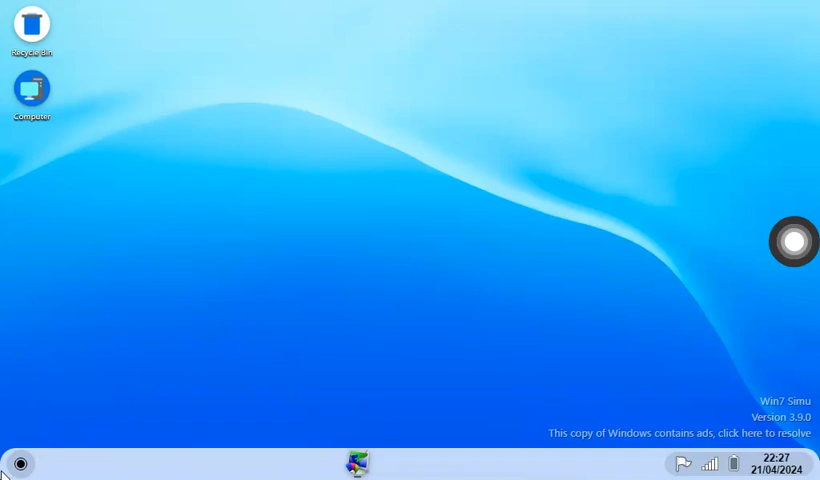 Recycle Bin
Computer
Win7 Simu
Version 3.9.0
This copy of Windows contains ads, click here to resolve
22:27
21/04/2024